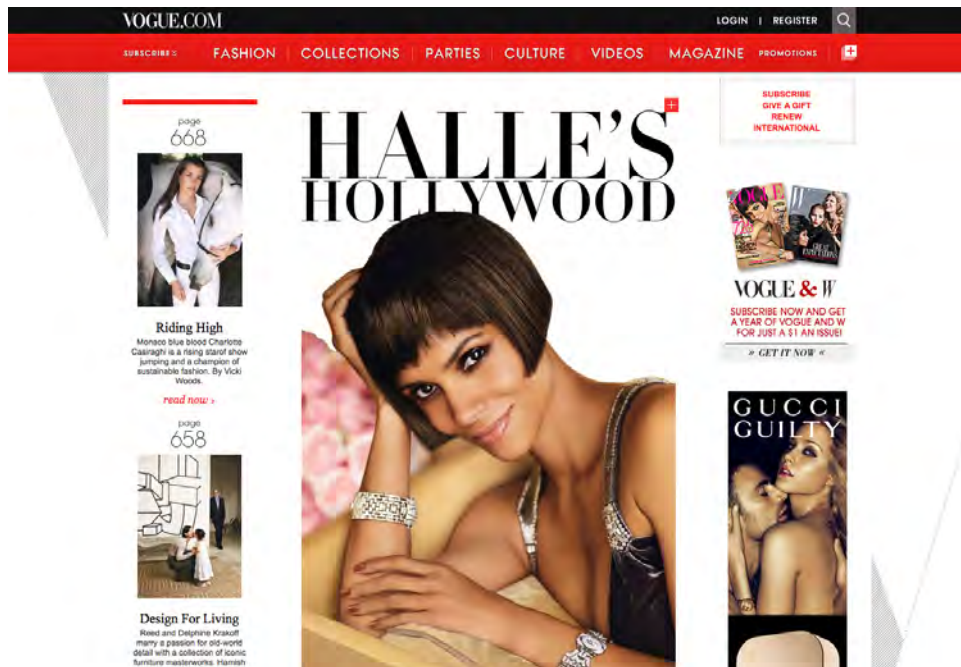 VOGUE.COM
LOGIN | REGISTER
SUBSCRIBE
FASHION
COLLECTIONS
PARTIES
CULTURE
VIDEOS
MAGAZINE
PROMOTIONS
page
668
Riding High
Monaco blue blood Charlotte
Casiraghi is a rising starof show
jumping and a champion of
sustainable fashion. By Vicki
Woods.
read now ›
page
658
Design For Living
Reed and Delphine Krakoff
marry a passion for old-world
detail with a collection of iconic
furniture masterworks. Hamish
HALLE'S
HOLLYWOOD
SUBSCRIBE
GIVE A GIFT
RENEW
INTERNATIONAL
VOGUE
W
GREAT
EXPECTATIONS
VOGUE & W
SUBSCRIBE NOW AND GET
A YEAR OF VOGUE AND W
FOR JUST A $1 AN ISSUE!
» GET IT NOW «
GUCCI
GUILTY